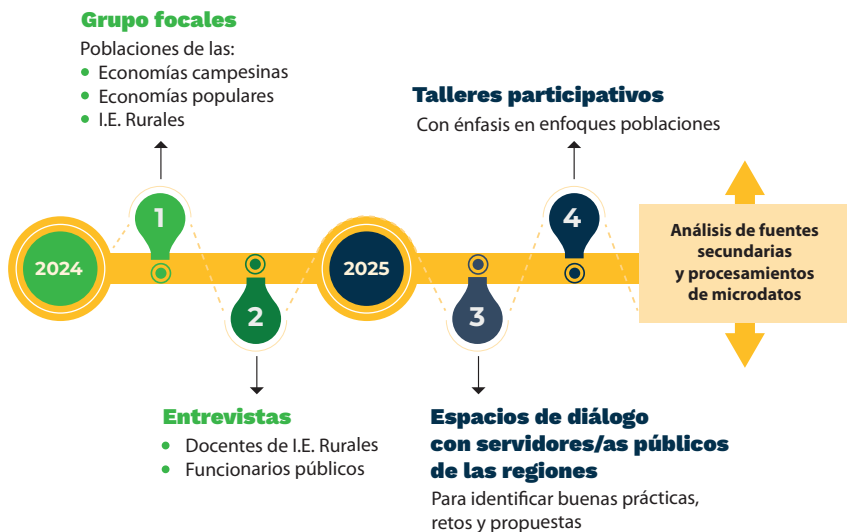 Grupo focales
Poblaciones de las:
• Economías campesinas
• Economías populares
• I.E. Rurales
Talleres participativos
Con énfasis en enfoques poblaciones
1
4
2024
2025
Análisis de fuentes
secundarias
y procesamientos
de microdatos
2
3
Entrevistas
• Docentes de I.E. Rurales
• Funcionarios públicos
Espacios de diálogo
con servidores/as públicos
de las regiones
Para identificar buenas prácticas,
retos y propuestas